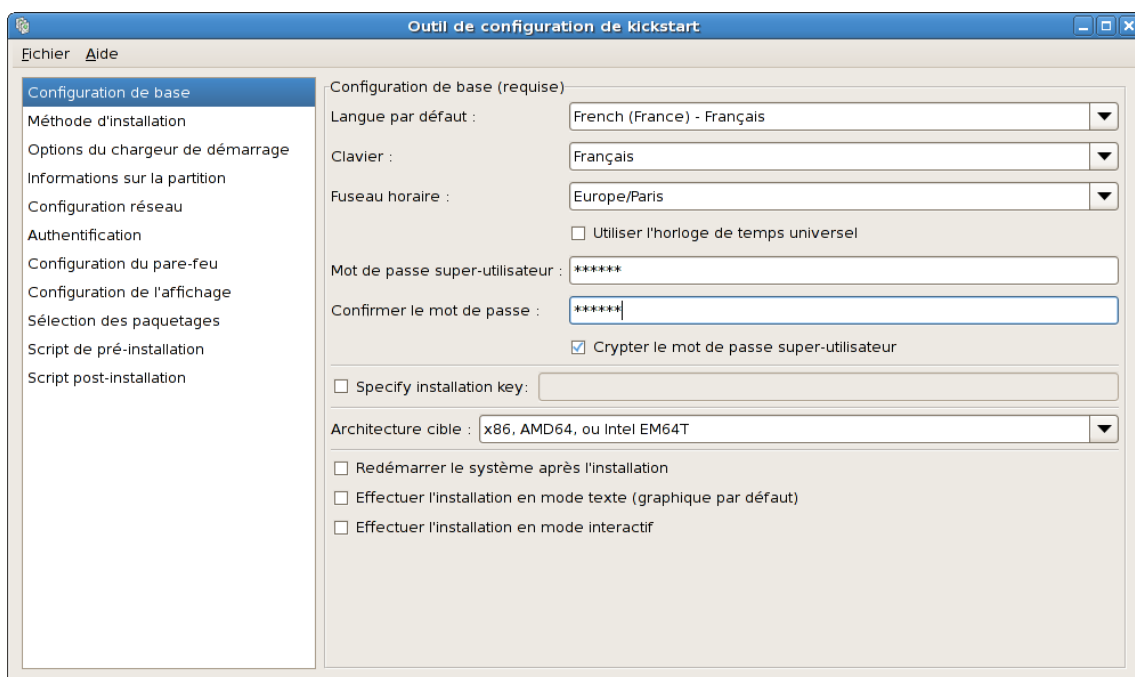 Outil de configuration de kickstart
Fichier Aide
Configuration de base
Méthode d'installation
Options du chargeur de démarrage
Informations sur la partition
Configuration réseau
Authentification
Configuration du pare-feu
Configuration de l'affichage
Sélection des paquetages
Script de pré-installation
Script post-installation
Configuration de base (requise)
Langue par défaut : French (France) - Français
Clavier : Français
Fuseau horaire : Europe/Paris
Utiliser l'horloge de temps universel
Mot de passe super-utilisateur : ******
Confirmer le mot de passe : ******
Crypter le mot de passe super-utilisateur
Specify installation key:
Architecture cible : x86, AMD64, ou Intel EM64T
Redémarrer le système après l'installation
Effectuer l'installation en mode texte (graphique par défaut)
Effectuer l'installation en mode interactif